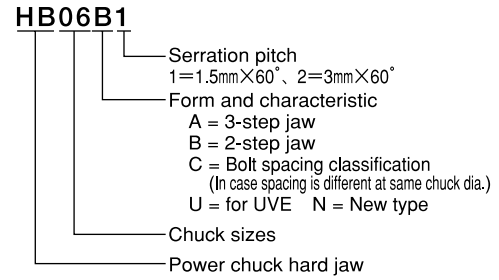 HB06B1
Serration pitch
1=1.5mm×60°、2=3mm×60°
Form and characteristic
A = 3-step jaw
B = 2-step jaw
C = Bolt spacing classification
(In case spacing is different at same chuck dia.)
U = for UVE N = New type
Chuck sizes
Power chuck hard jaw